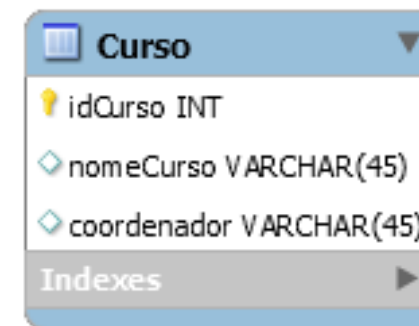 Curso
idCurso INT
nomeCurso VARCHAR(45)
coordenador VARCHAR(45)
Indexes